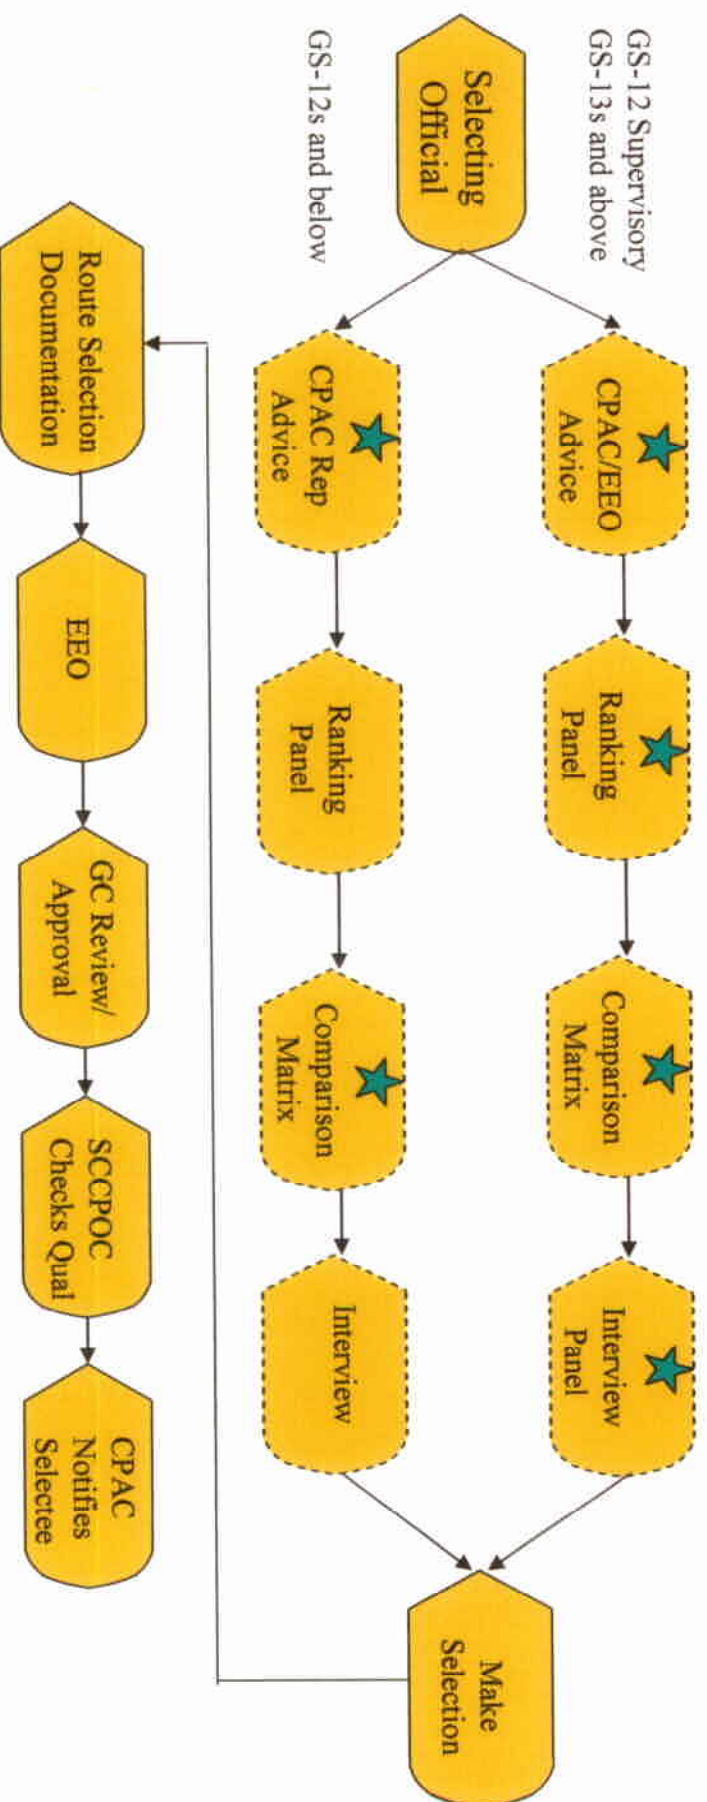 GS-12 Supervisory
GS-13s and above
Selecting
Official
GS-12s and below
CPAC/EEO
Advice
Ranking
Panel
Comparison
Matrix
Interview
Panel
CPAC Rep
Advice
Ranking
Panel
Comparison
Matrix
Interview
Make
Selection
Route Selection
Documentation
EEO
GC Review/
Approval
SCCPOC
Checks Qual
CPAC
Notifies
Selectee